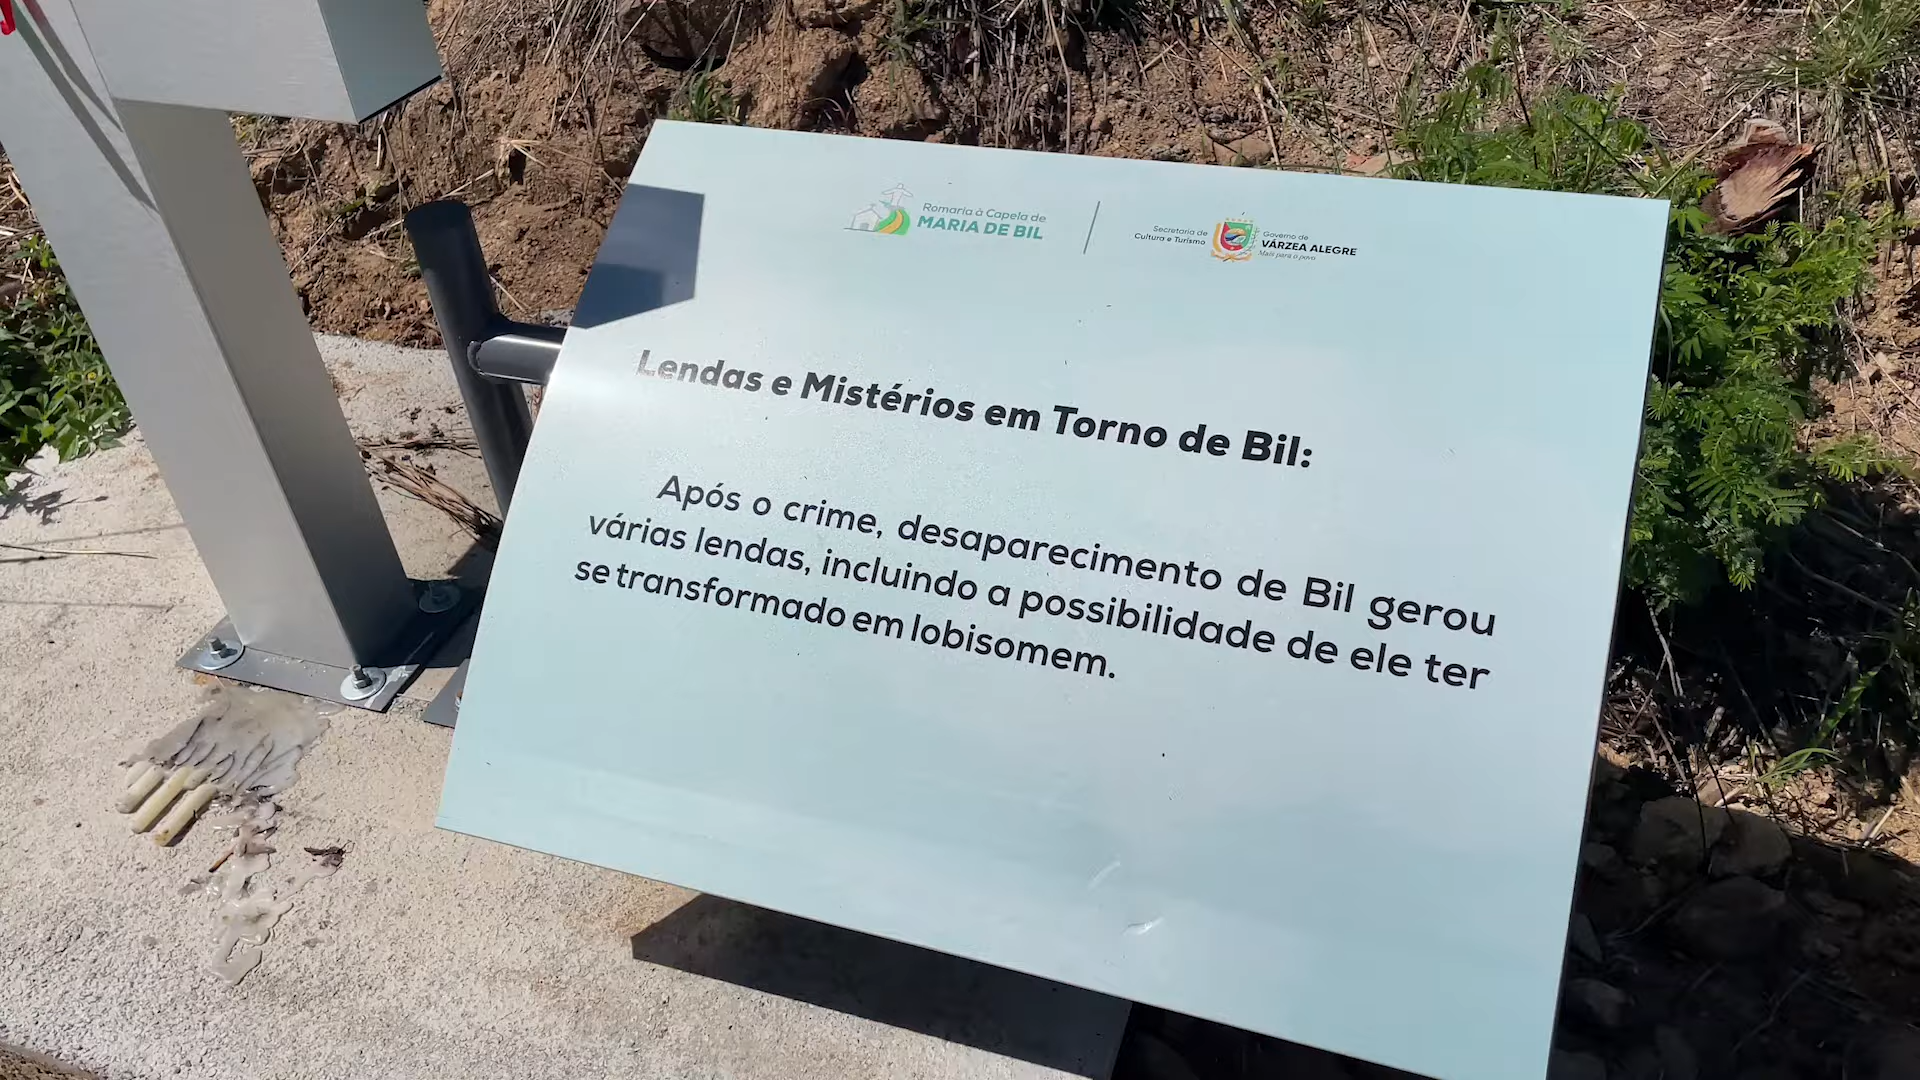 Romaria à Capela de
MARIA DE BIL
Secretaria de
Cultura e Turismo
Governo de
VÁRZEA ALEGRE
Mais para o povo
Lendas e Mistérios em Torno de Bil:
Após o crime, desaparecimento de Bil gerou
várias lendas, incluindo a possibilidade de ele ter
se transformado em lobisomem.